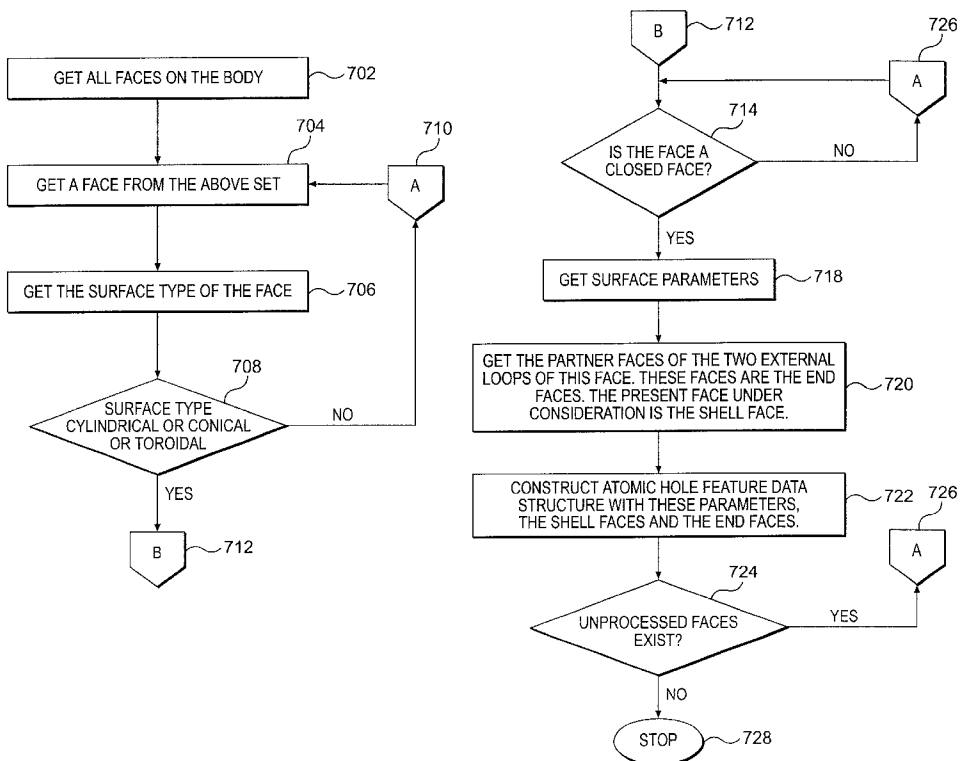 GET ALL FACES ON THE BODY
702
704
GET A FACE FROM THE ABOVE SET
710
A
GET THE SURFACE TYPE OF THE FACE
706
708
SURFACE TYPE
CYLINDRICAL OR CONICAL
OR TOROIDAL
NO
YES
B
712
B
712
726
A
714
IS THE FACE A
CLOSED FACE?
NO
YES
GET SURFACE PARAMETERS
718
GET THE PARTNER FACES OF THE TWO EXTERNAL
LOOPS OF THIS FACE. THESE FACES ARE THE END
FACES. THE PRESENT FACE UNDER
CONSIDERATION IS THE SHELL FACE.
720
CONSTRUCT ATOMIC HOLE FEATURE DATA
STRUCTURE WITH THESE PARAMETERS,
THE SHELL FACES AND THE END FACES.
722
726
A
724
UNPROCESSED FACES
EXIST?
YES
NO
STOP
728